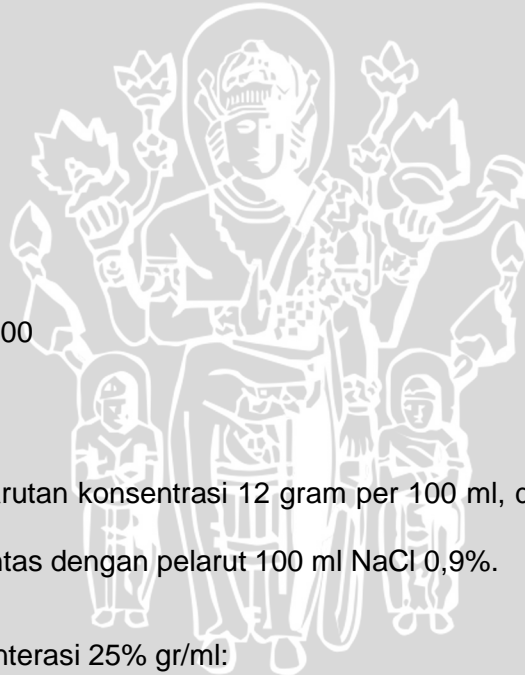 00
rutan konsentrasi 12 gram per 100 ml, d
ntas dengan pelarut 100 ml NaCl 0,9%.
nterasi 25% gr/ml: